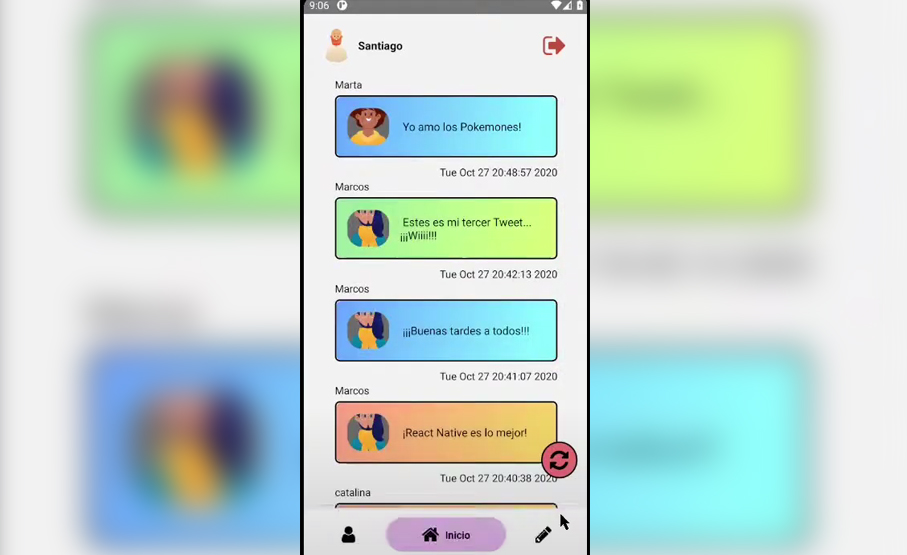 9:06
Santiago
Marta
Yo amo los Pokemones!
Tue Oct 27 20:48:57 2020
Marcos
Estes es mi tercer Tweet...
¡¡¡Wiiii!!!
Tue Oct 27 20:42:13 2020
Marcos
¡¡¡Buenas tardes a todos!!!
Tue Oct 27 20:41:07 2020
Marcos
¡React Native es lo mejor!
Tue Oct 27 20:40:38 2020
catalina
Inicio